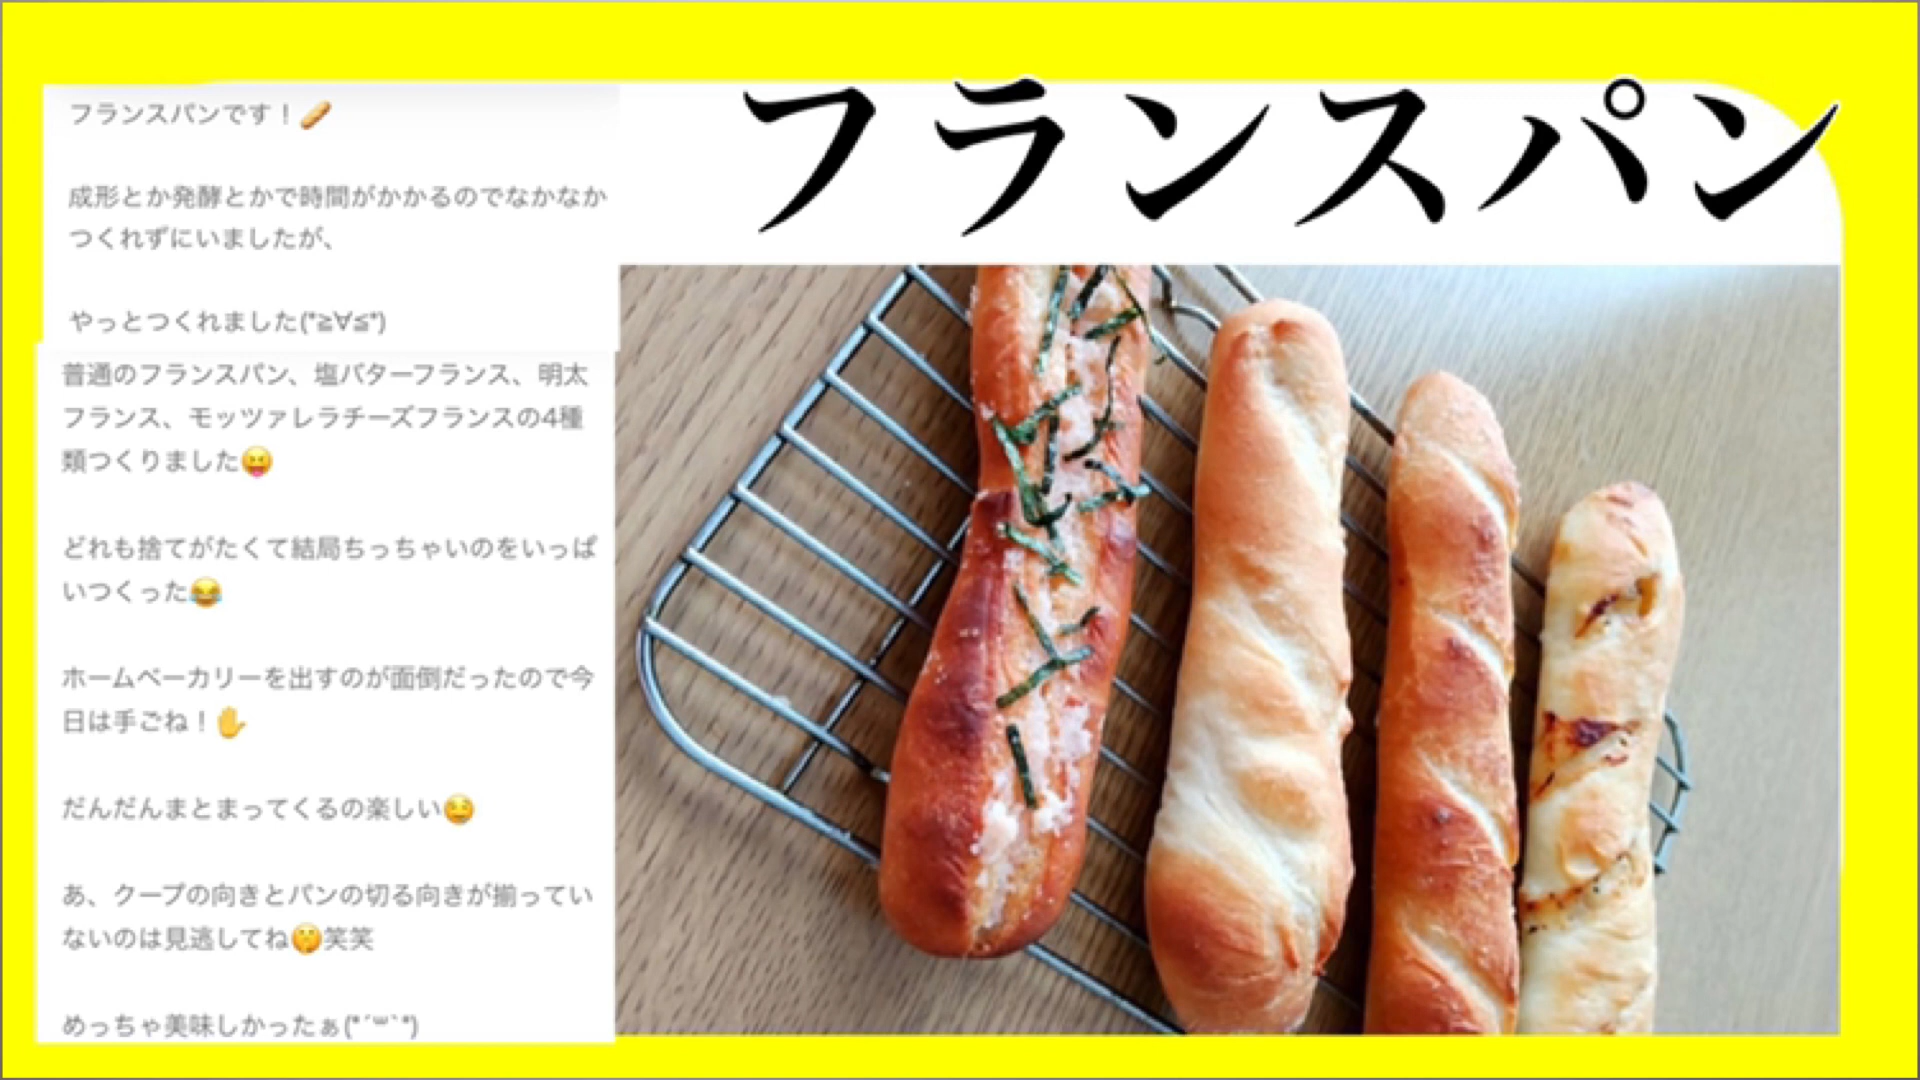 フランスパン
フランスパンです！🥖
成形とか発酵とかで時間がかかるのでなかなか
つくれずにいましたが、
やっとつくれました(*≧∀≦*)
普通のフランスパン、塩バターフランス、明太
フランス、モッツァレラチーズフランスの4種
類つくりました😛
どれも捨てがたくて結局ちっちゃいのをいっぱ
いつくった😂
ホームベーカリーを出すのが面倒だったので今
日は手ごね！✋
だんだんまとまってくるの楽しい☺️
あ、クープの向きとパンの切る向きが揃ってい
ないのは見逃してね🤫笑笑
めっちゃ美味しかったぁ(*´꒳`*)